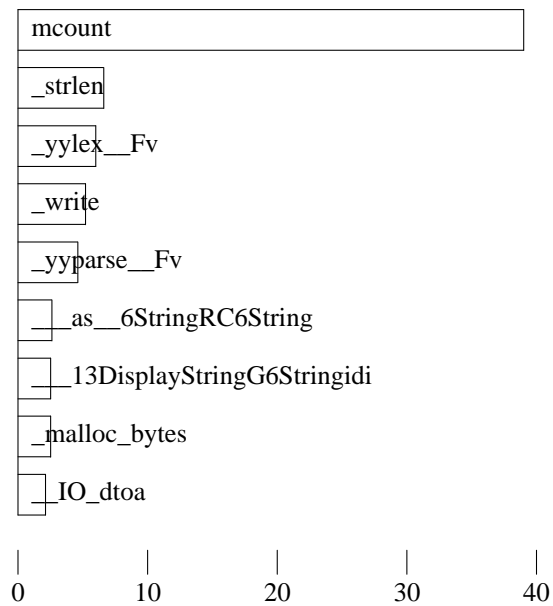 mcount
_strlen
_yylex__Fv
_write
_yyparse__Fv
___as__6StringRC6String
___13DisplayStringG6Stringidi
_malloc_bytes
__IO_dtoa
0 10 20 30 40